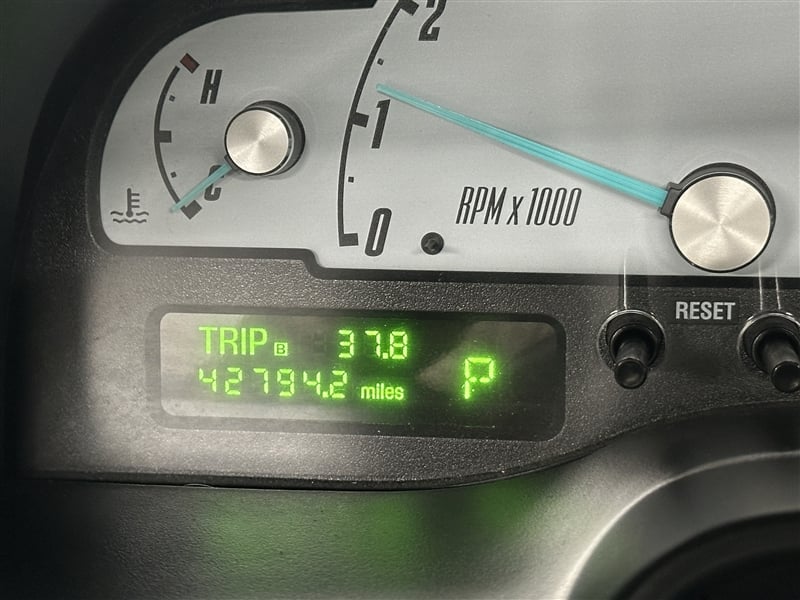 2
H
1
C
RPM x 1000
0
RESET
TRIP B 37.8
42794.2 miles P